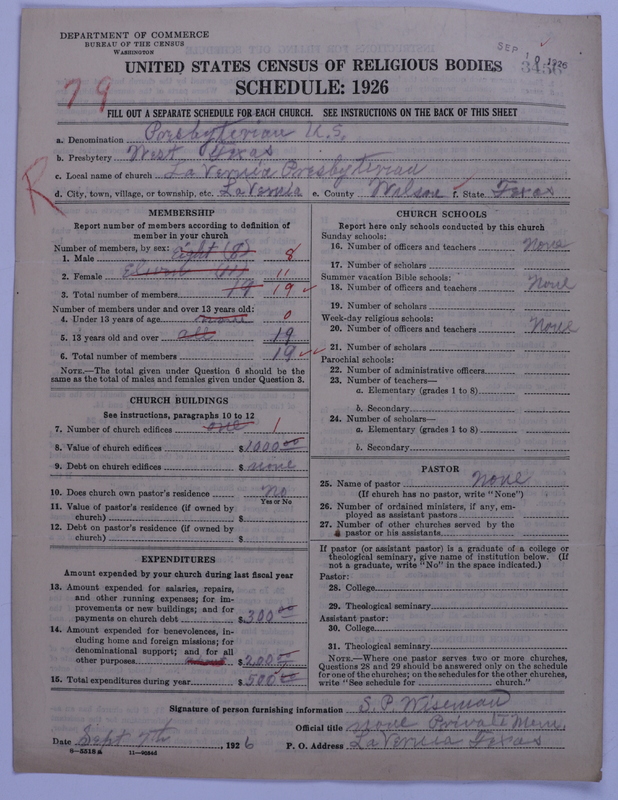 DEPARTMENT OF COMMERCE
BUREAU OF THE CENSUS
WASHINGTON
SEP 18 1926
3456
UNITED STATES CENSUS OF RELIGIOUS BODIES
SCHEDULE: 1926
79
FILL OUT A SEPARATE SCHEDULE FOR EACH CHURCH. SEE INSTRUCTIONS ON THE BACK OF THIS SHEET
a. Denomination Presbyterian U.S.
b. Presbytery West Texas
c. Local name of church LaVernia Presbyterian
R
d. City, town, village, or township, etc. LaVernia e. County Wilson f. State Texas
MEMBERSHIP
Report number of members according to definition of
member in your church
Number of members, by sex:
1. Male eight (8) 8
2. Female Eleven (11) 11
3. Total number of members 19 19
Number of members under and over 13 years old:
4. Under 13 years of age none 0
5. 13 years old and over all 19
6. Total number of members 19
NOTE.—The total given under Question 6 should be
same as the total of males and females given under Question 3.
CHURCH BUILDINGS
See instructions, paragraphs 10 to 12
7. Number of church edifices one 1
8. Value of church edifices $1000.00
9. Debt on church edifices $ none
10. Does church own pastor's residence no
Yes or No
11. Value of pastor's residence (if owned by
church) $
12. Debt on pastor's residence (if owned by
church) $
EXPENDITURES
Amount expended by your church during last fiscal year
13. Amount expended for salaries, repairs,
and other running expenses; for im-
provements or new buildings; and for
payments on church debt $300.00
14. Amount expended for benevolences, in-
cluding home and foreign missions; for
denominational support; and for all
other purposes $200.00
15. Total expenditures during year $500.00
CHURCH SCHOOLS
Report here only schools conducted by this church
Sunday schools:
16. Number of officers and teachers None
17. Number of scholars
Summer vacation Bible schools:
18. Number of officers and teachers None
19. Number of scholars
Week-day religious schools:
20. Number of officers and teachers None
21. Number of scholars
Parochial schools:
22. Number of administrative officers
23. Number of teachers—
a. Elementary (grades 1 to 8)
b. Secondary
24. Number of scholars—
a. Elementary (grades 1 to 8)
b. Secondary
PASTOR
25. Name of pastor None
(If church has no pastor, write "None")
26. Number of ordained ministers, if any, em-
ployed as assistant pastors
27. Number of other churches served by the
pastor or his assistants
If pastor (or assistant pastor) is a graduate of a college or
theological seminary, give name of institution below. (If
not a graduate, write "No" in the space indicated.)
Pastor:
28. College
29. Theological seminary
Assistant pastor:
30. College
31. Theological seminary
NOTE.—Where one pastor serves two or more churches,
Questions 28 and 29 should be answered only on the schedule
for one of the churches; on the schedules for the other churches,
write "See schedule for church."
Signature of person furnishing information S. P. Wiseman
Official title None Private Mem.
Date Sept 7th, 1926 P. O. Address LaVernia Texas
8-5518a 11-9084d